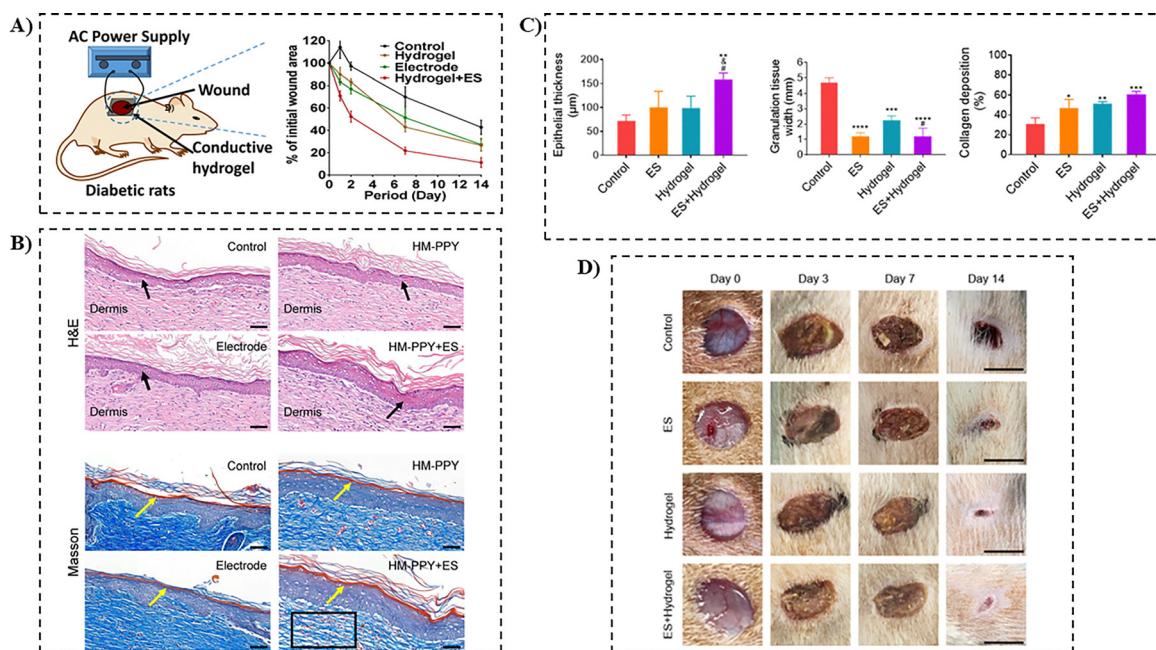 A)
AC Power Supply
Wound
Conductive
hydrogel
Diabetic rats
% of initial wound area
120
100
80
60
40
20
0
0 2 4 6 8 10 12 14
Period (Day)
Control
Hydrogel
Electrode
Hydrogel+ES
B)
H&E
Control
Dermis
HM-PPY
Dermis
Electrode
Dermis
HM-PPY+ES
Dermis
Masson
Control
HM-PPY
Electrode
HM-PPY+ES
C)
Epithelial thickness
(μm)
200
150
100
50
0
**
&
#
Control
ES
Hydrogel
ES+Hydrogel
Granulation tissue
width (mm)
6
5
4
3
2
1
0
****
***
****
#
Control
ES
Hydrogel
ES+Hydrogel
Collagen deposition
(%)
100
80
60
40
20
0
*
**
***
Control
ES
Hydrogel
ES+Hydrogel
D)
Day 0 Day 3 Day 7 Day 14
Control
ES
Hydrogel
ES+Hydrogel